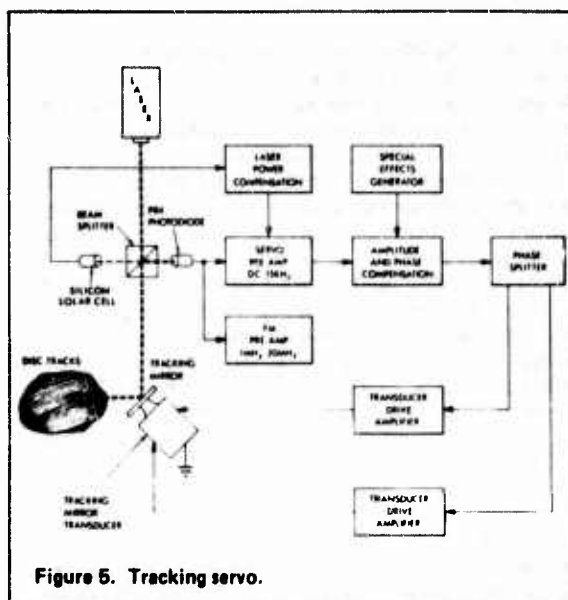 LASER
LASER
POWER
COMPENSATION
SPECIAL
EFFECTS
GENERATOR
BEAM
SPLITTER
PIN
PHOTODIODE
SERVO
PRE AMP
DC 15KHz
AMPLITUDE
AND PHASE
COMPENSATION
PHASE
SPLITTER
SILICON
SOLAR CELL
FM
PRE AMP
1MHz 20MHz
DISC TRACKS
TRACKING
MIRROR
TRANSDUCER
DRIVE
AMPLIFIER
TRACKING
MIRROR
TRANSDUCER
TRANSDUCER
DRIVE
AMPLIFIER
Figure 5. Tracking servo.